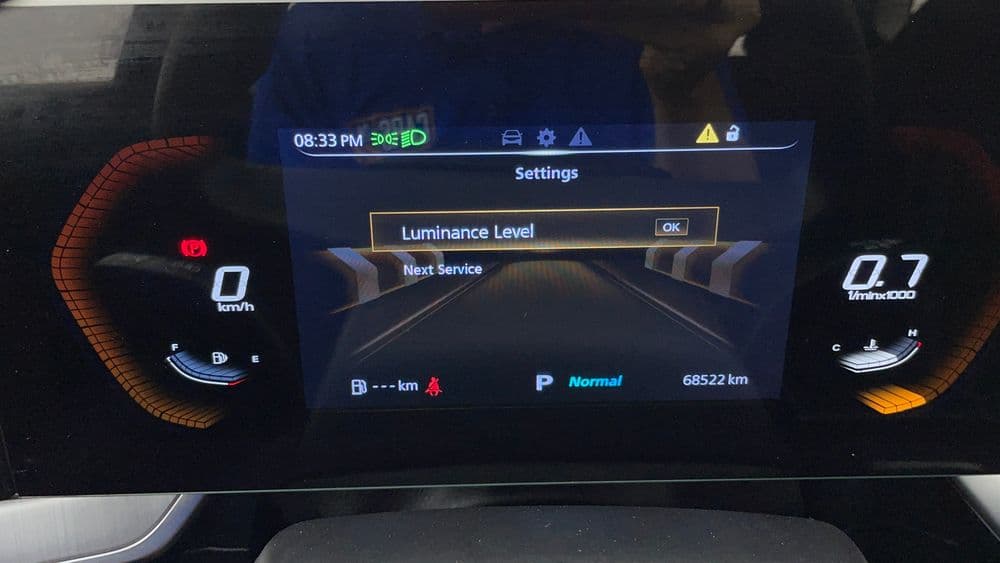 08:33 PM
Settings
Luminance Level OK
Next Service
P
0
km/h
0.7
1/minx1000
F E
C H
--- km P Normal 68522 km